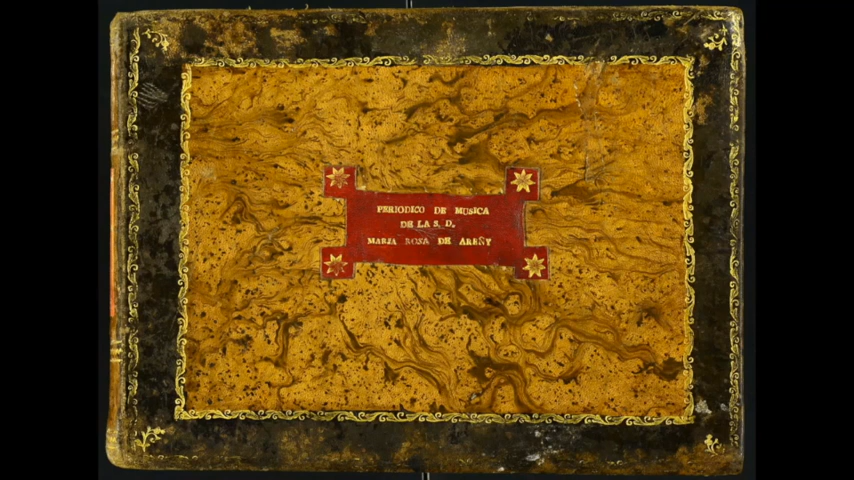 PERIODICO DE MUSICA
DE LA S. D.
MARIA ROSA DE AREÑY